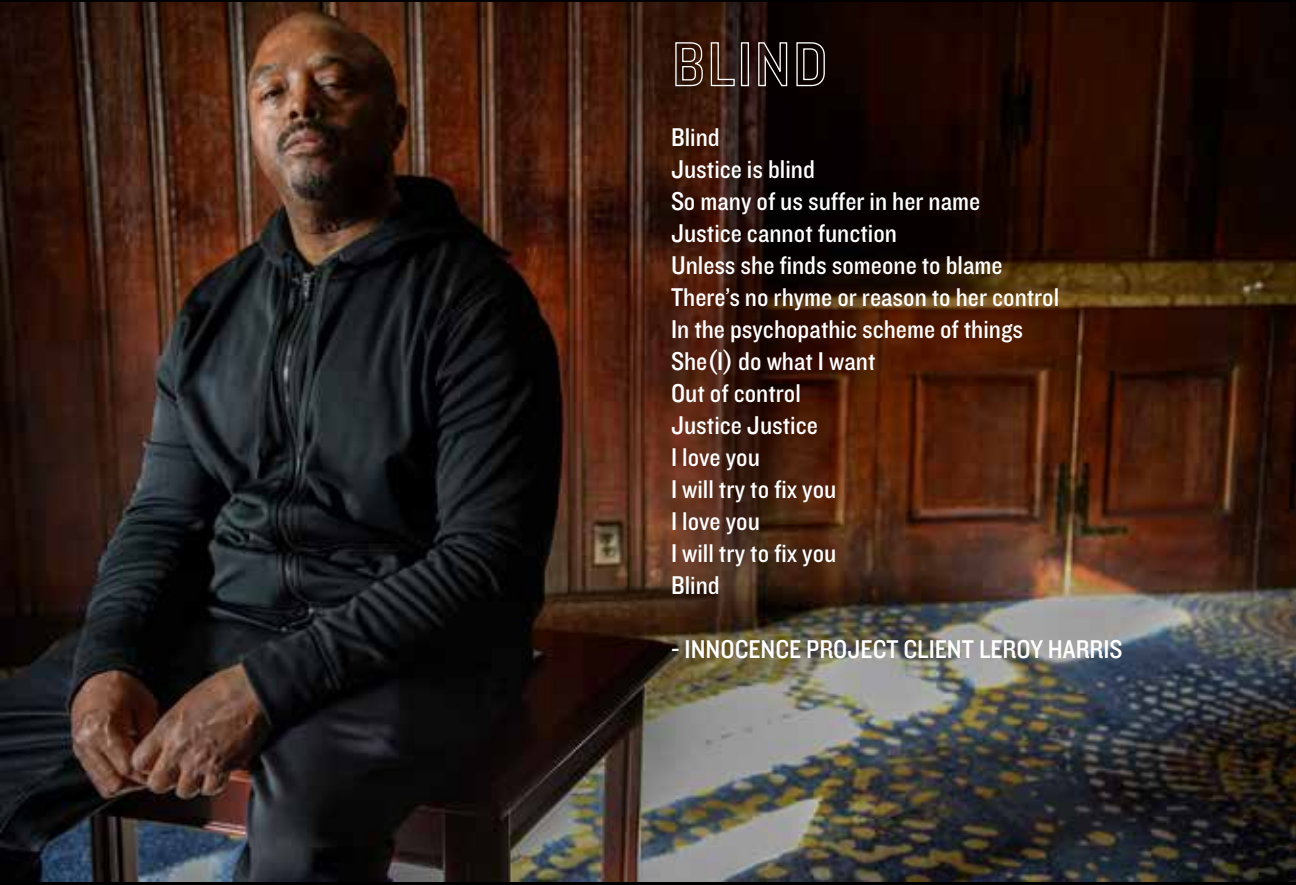 BLIND
Blind
Justice is blind
So many of us suffer in her name
Justice cannot function
Unless she finds someone to blame
There’s no rhyme or reason to her control
In the psychopathic scheme of things
She(I) do what I want
Out of control
Justice Justice
I love you
I will try to fix you
I love you
I will try to fix you
Blind
- INNOCENCE PROJECT CLIENT LEROY HARRIS